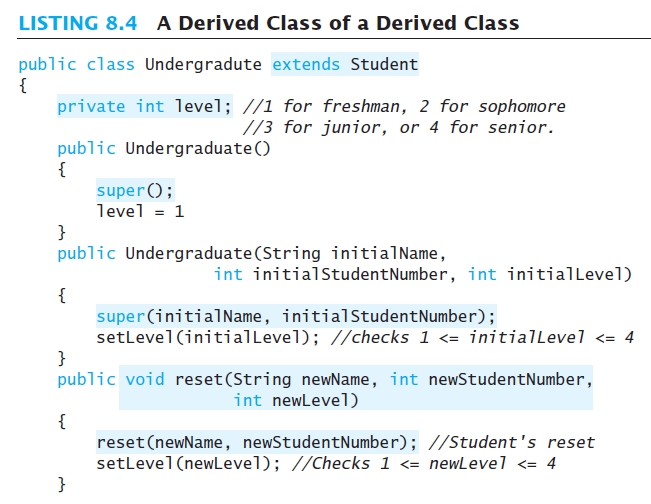 LISTING 8.4 A Derived Class of a Derived Class
public class Undergradute extends Student
{
    private int level; //1 for freshman, 2 for sophomore
                       //3 for junior, or 4 for senior.
    public Undergraduate()
    {
        super();
        level = 1
    }
    public Undergraduate(String initialName,
                    int initialStudentNumber, int initialLevel)
    {
        super(initialName, initialStudentNumber);
        setLevel(initialLevel); //checks 1 <= initialLevel <= 4
    }
    public void reset(String newName, int newStudentNumber,
                      int newLevel)
    {
        reset(newName, newStudentNumber); //Student's reset
        setLevel(newLevel); //Checks 1 <= newLevel <= 4
    }